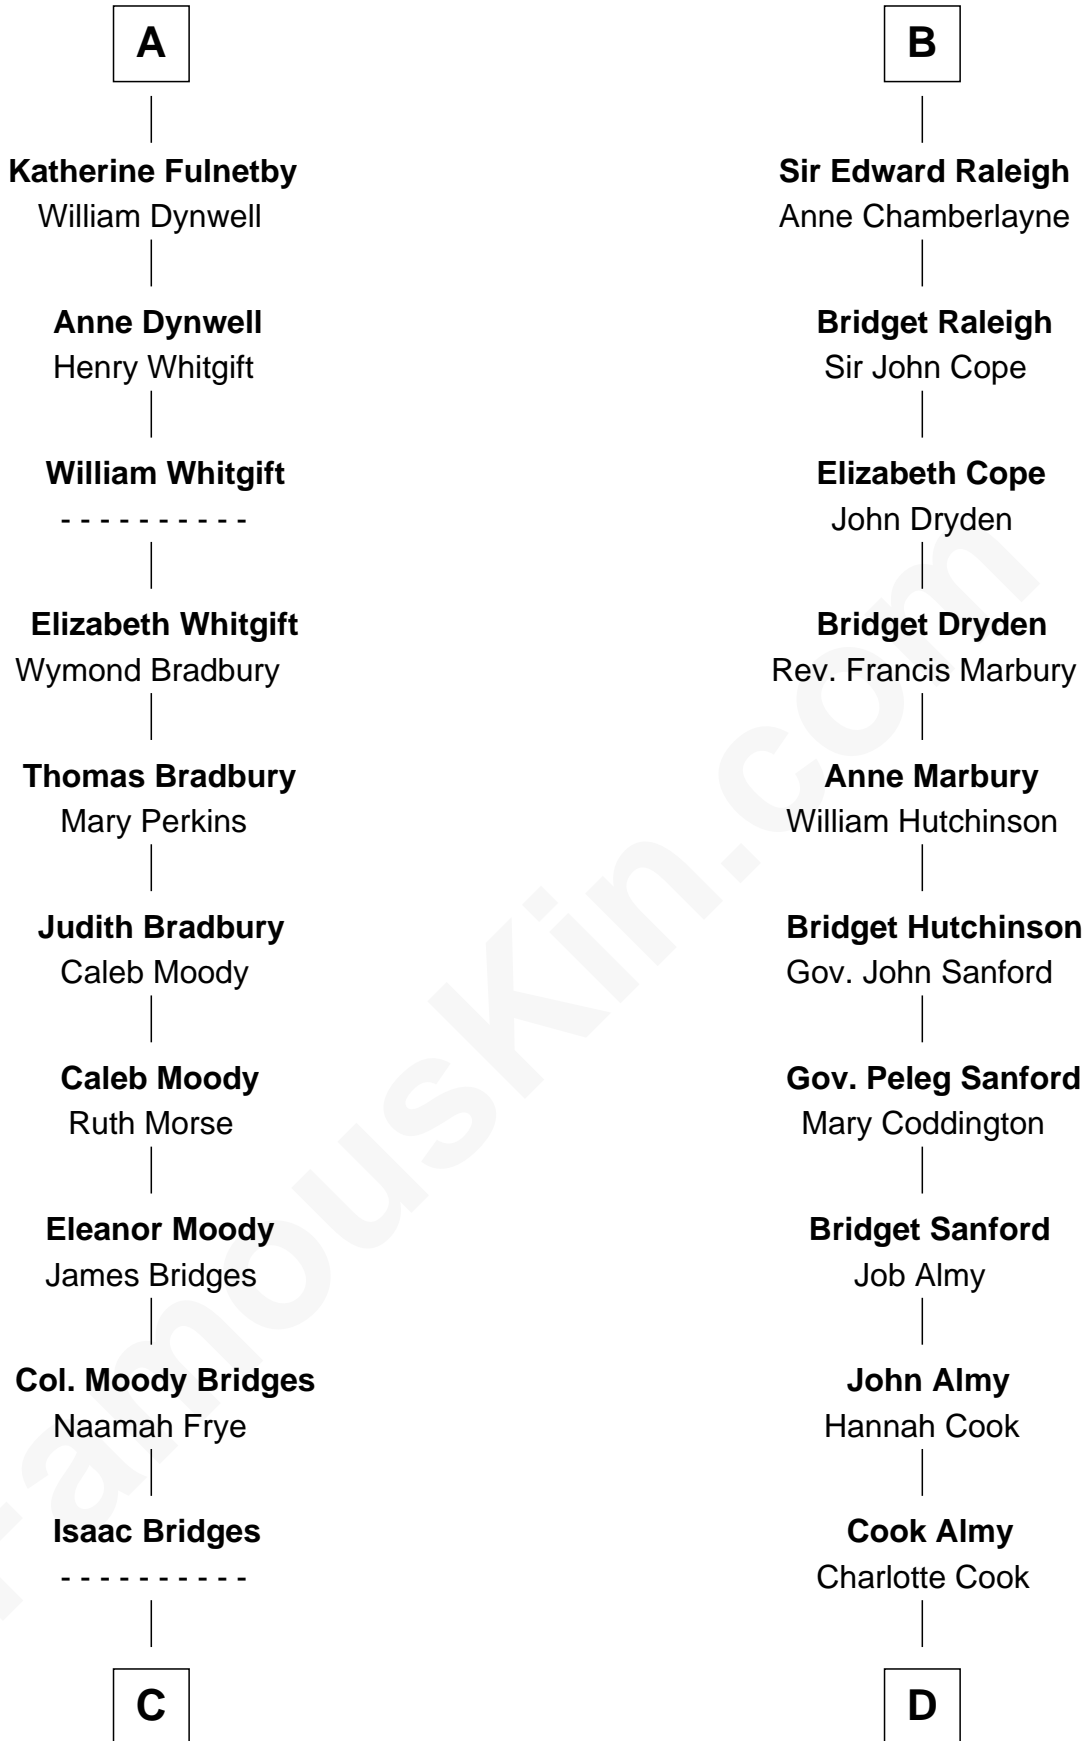 A
Katherine Fulnetby
William Dynwell
Anne Dynwell
Henry Whitgift
William Whitgift
- - - - - - - - - -
Elizabeth Whitgift
Wymond Bradbury
Thomas Bradbury
Mary Perkins
Judith Bradbury
Caleb Moody
Caleb Moody
Ruth Morse
Eleanor Moody
James Bridges
Col. Moody Bridges
Naamah Frye
Isaac Bridges
- - - - - - - - - -
C
B
Sir Edward Raleigh
Anne Chamberlayne
Bridget Raleigh
Sir John Cope
Elizabeth Cope
John Dryden
Bridget Dryden
Rev. Francis Marbury
Anne Marbury
William Hutchinson
Bridget Hutchinson
Gov. John Sanford
Gov. Peleg Sanford
Mary Coddington
Bridget Sanford
Job Almy
John Almy
Hannah Cook
Cook Almy
Charlotte Cook
D
FamousKin.com